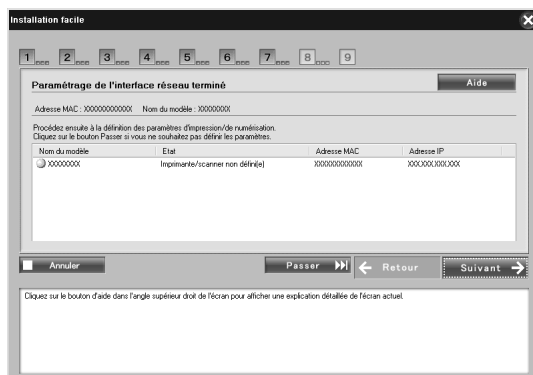 Installation facile
1 2 3 4 5 6 7 8 9
Paramétrage de l'interface réseau terminé
Aide
Adresse MAC : XXXXXXXXXXXX Nom du modèle : XXXXXXXX
Procédez ensuite à la définition des paramètres d'impression/de numérisation.
Cliquez sur le bouton Passer si vous ne souhaitez pas définir les paramètres.
Nom du modèle Etat Adresse MAC Adresse IP
XXXXXXXX Imprimante/scanner non défini(e) XXXXXXXXXXXX XXX.XXX.XXX.XXX
Annuler Passer Retour Suivant
Cliquez sur le bouton d'aide dans l'angle supérieur droit de l'écran pour afficher une explication détaillée de l'écran actuel.